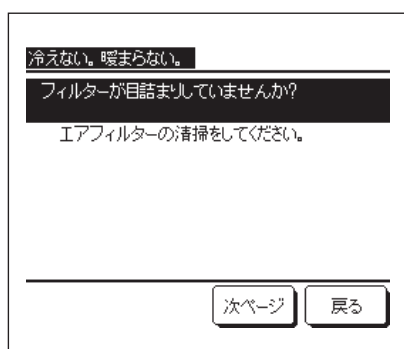 冷えない。暖まらない。
フィルターが目詰まりしていませんか?
エアフィルターの清掃をしてください。
次ページ 戻る